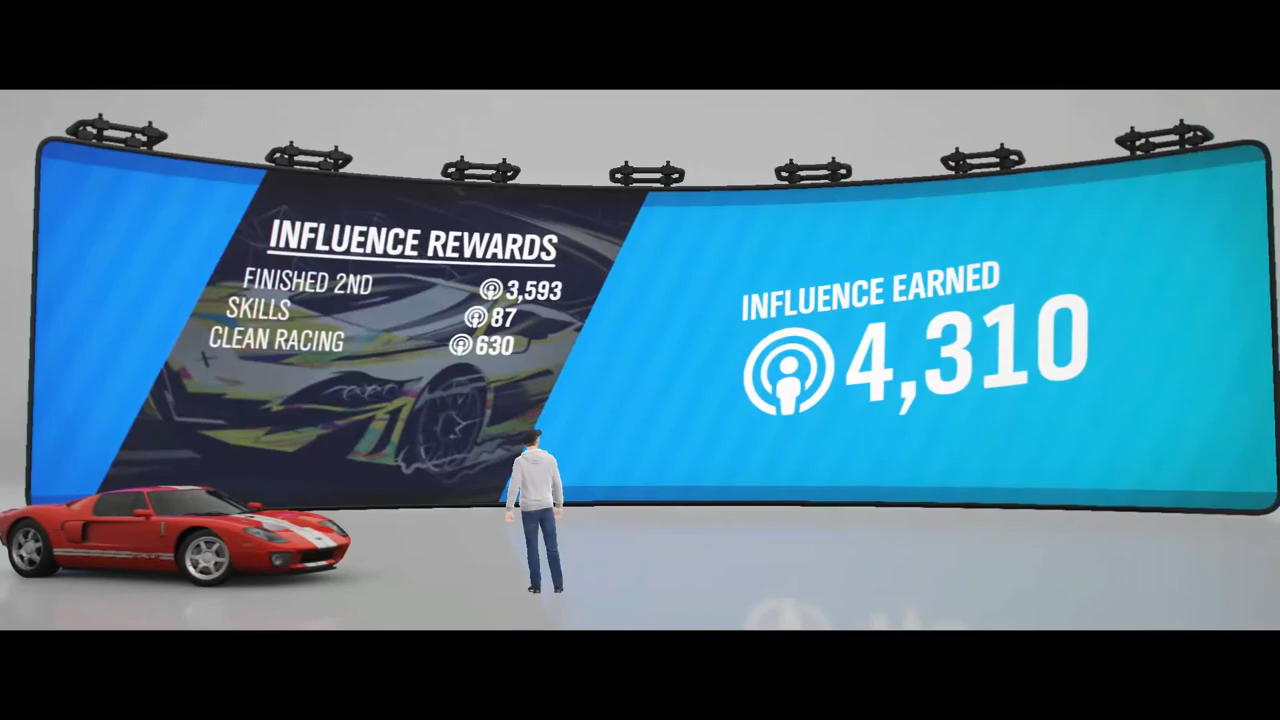 INFLUENCE REWARDS
FINISHED 2ND 3,593
SKILLS 87
CLEAN RACING 630
INFLUENCE EARNED
4,310